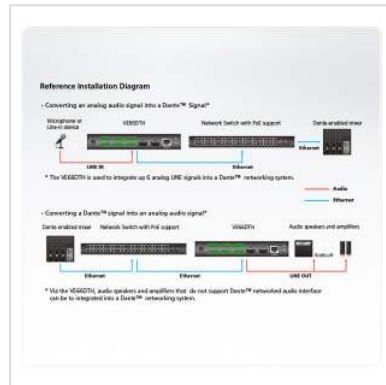 Reference Installation Diagram
• Converting an analog audio signal into a Dante™ Signal*
Microphone or Line-in device
VE66DTH
Network Switch with PoE support
Dante-enabled mixer
LINE IN
Ethernet
Ethernet
* The VE66DTH is used to integrate up 6 analog LINE signals into a Dante™ networking system.
Audio
Ethernet
• Converting a Dante™ signal into an analog audio signal*
Dante-enabled mixer
Network Switch with PoE support
VE66DTH
Audio speakers and amplifiers
Ethernet
Ethernet
LINE OUT
* Via the VE66DTH, audio speakers and amplifiers that do not support Dante™ networked audio interface
can be to integrated into a Dante™ networking system.